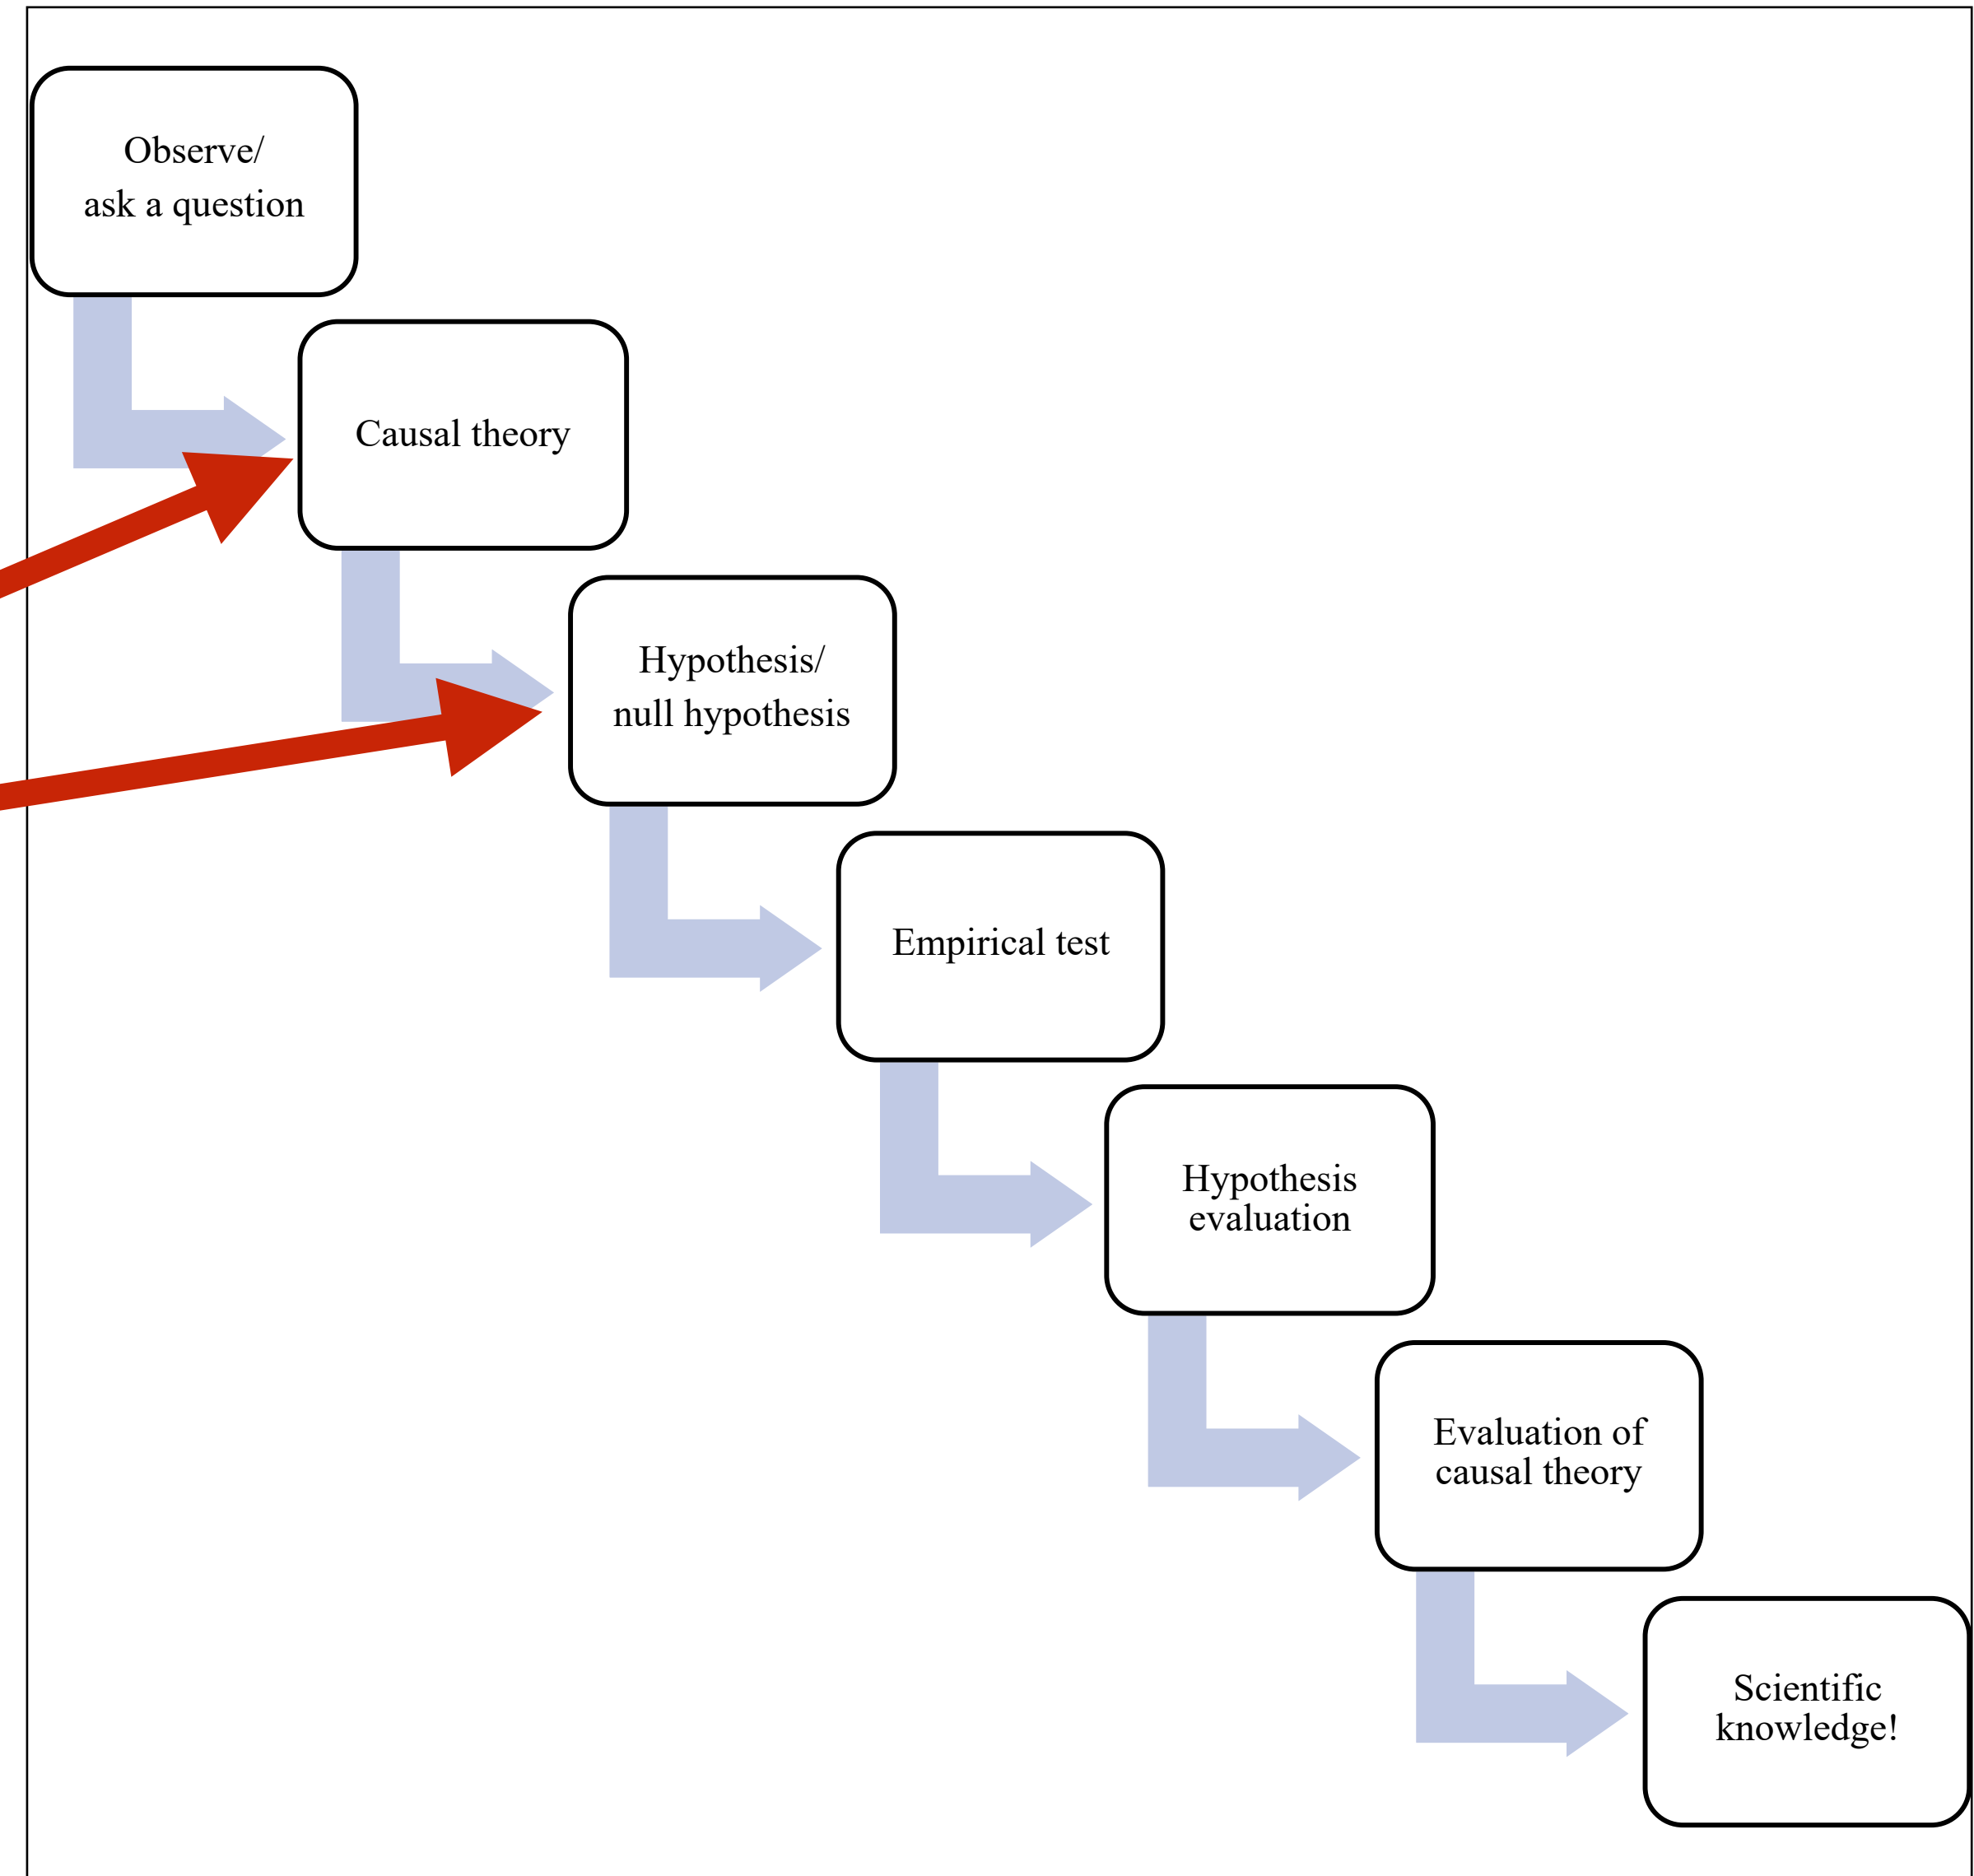 Observe/
ask a question
Causal theory
Hypothesis/
null hypothesis
Empirical test
Hypothesis
evaluation
Evaluation of
causal theory
Scientific
knowledge!